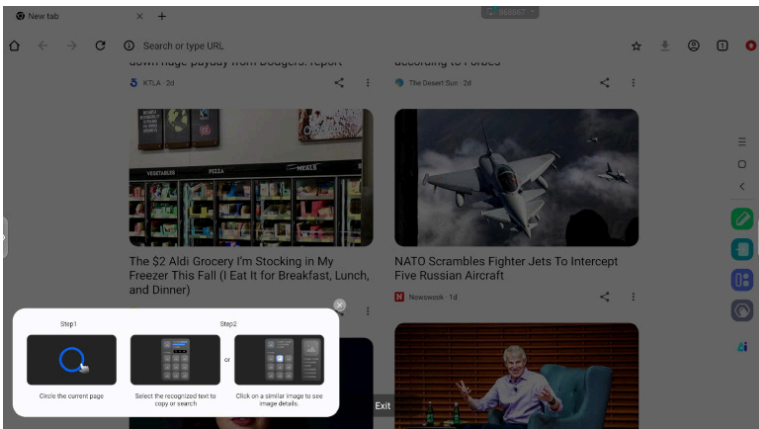 New tab
869867
Search or type URL
down huge payday from Dodgers: report
according to Forbes
KTLA · 2d
The Desert Sun · 2d
VEGETABLES
PIZZA
MEALS
The $2 Aldi Grocery I'm Stocking in My
Freezer This Fall (I Eat It for Breakfast, Lunch,
and Dinner)
NATO Scrambles Fighter Jets To Intercept
Five Russian Aircraft
N Newsweek · 1d
Step1
Step2
or
Circle the current page
Select the recognized text to
copy or search
Click on a similar image to see
image details.
Exit
Ai